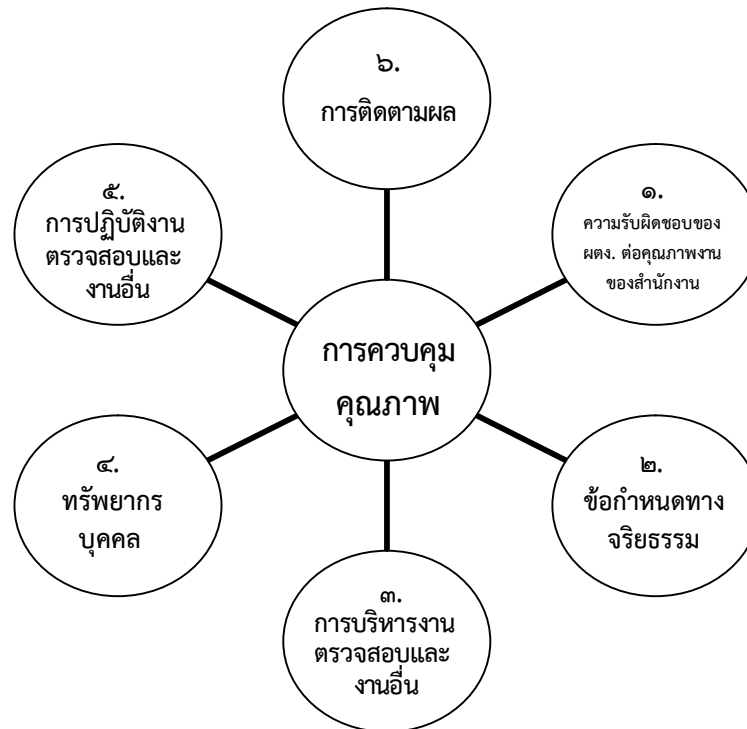 ๖.
การติดตามผล
๕.
การปฏิบัติงาน
ตรวจสอบและ
งานอื่น
๑.
ความรับผิดชอบของ
ผตง. ต่อคุณภาพงาน
ของสำนักงาน
การควบคุม
คุณภาพ
๔.
ทรัพยากร
บุคคล
๒.
ข้อกำหนดทาง
จริยธรรม
๓.
การบริหารงาน
ตรวจสอบและ
งานอื่น